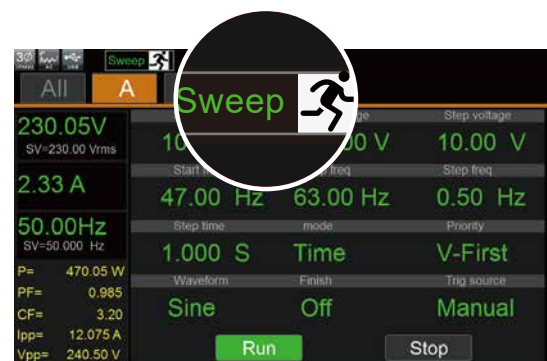 3Ø
Sweep
Sweep
All A
230.05V
SV=230.00 Vrms
2.33 A
50.00Hz
SV=50.000 Hz
P= 470.05 W
PF= 0.985
CF= 3.20
Ipp= 12.075 A
Vpp= 240.50 V
Step voltage
10.00 V
Step freq
47.00 Hz 63.00 Hz 0.50 Hz
Step time mode Priority
1.000 S Time V-First
Waveform Finish Trig source
Sine Off Manual
Run Stop